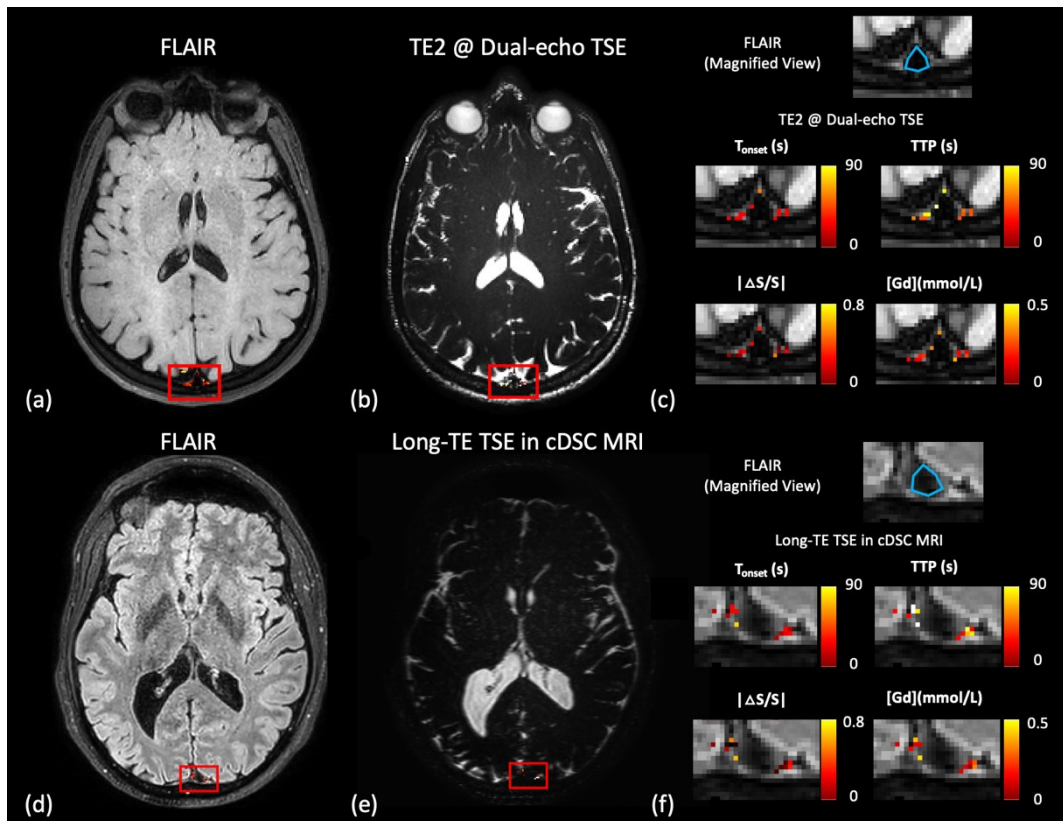 FLAIR
TE2 @ Dual-echo TSE
FLAIR
(Magnified View)
TE2 @ Dual-echo TSE
Tonset (s)
TTP (s)
90
90
0
0
|ΔS/S|
[Gd](mmol/L)
0.8
0.5
0
0
(a)
(b)
(c)
FLAIR
Long-TE TSE in cDSC MRI
FLAIR
(Magnified View)
Long-TE TSE in cDSC MRI
Tonset (s)
TTP (s)
90
90
0
0
|ΔS/S|
[Gd](mmol/L)
0.8
0.5
0
0
(d)
(e)
(f)